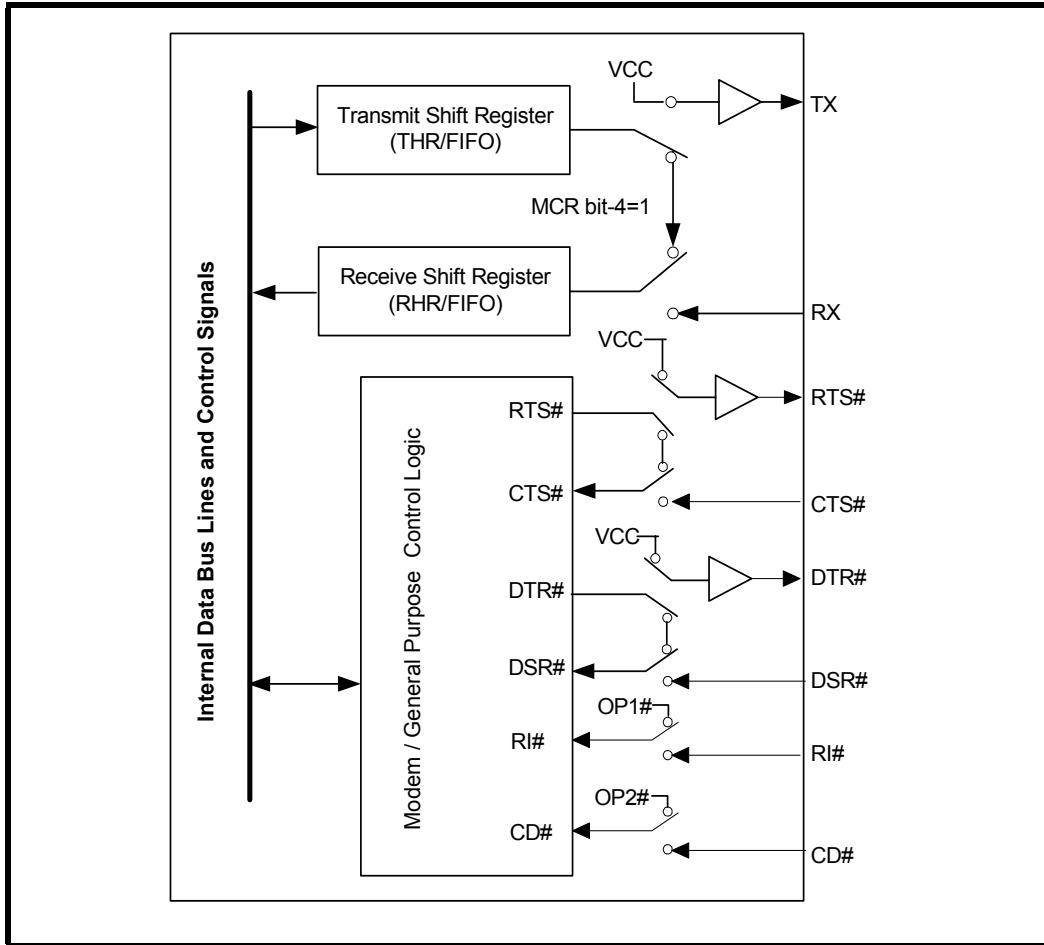 VCC
TX
Transmit Shift Register
(THR/FIFO)
MCR bit-4=1
Receive Shift Register
(RHR/FIFO)
RX
VCC
RTS#
RTS#
CTS#
CTS#
VCC
DTR#
DTR#
DSR#
DSR#
OP1#
RI#
RI#
OP2#
CD#
CD#
Internal Data Bus Lines and Control Signals
Modem / General Purpose Control Logic